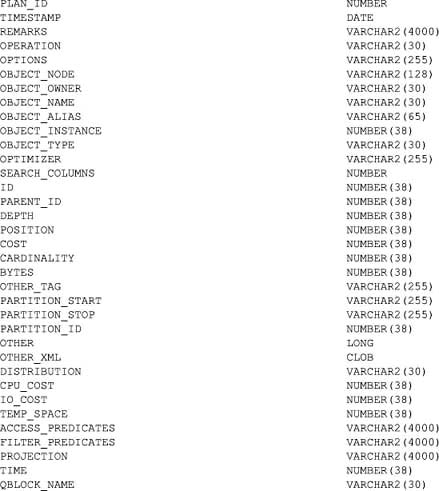 PLAN_ID NUMBER
TIMESTAMP DATE
REMARKS VARCHAR2(4000)
OPERATION VARCHAR2(30)
OPTIONS VARCHAR2(255)
OBJECT_NODE VARCHAR2(128)
OBJECT_OWNER VARCHAR2(30)
OBJECT_NAME VARCHAR2(30)
OBJECT_ALIAS VARCHAR2(65)
OBJECT_INSTANCE NUMBER(38)
OBJECT_TYPE VARCHAR2(30)
OPTIMIZER VARCHAR2(255)
SEARCH_COLUMNS NUMBER
ID NUMBER(38)
PARENT_ID NUMBER(38)
DEPTH NUMBER(38)
POSITION NUMBER(38)
COST NUMBER(38)
CARDINALITY NUMBER(38)
BYTES NUMBER(38)
OTHER_TAG VARCHAR2(255)
PARTITION_START VARCHAR2(255)
PARTITION_STOP VARCHAR2(255)
PARTITION_ID NUMBER(38)
OTHER LONG
OTHER_XML CLOB
DISTRIBUTION VARCHAR2(30)
CPU_COST NUMBER(38)
IO_COST NUMBER(38)
TEMP_SPACE NUMBER(38)
ACCESS_PREDICATES VARCHAR2(4000)
FILTER_PREDICATES VARCHAR2(4000)
PROJECTION VARCHAR2(4000)
TIME NUMBER(38)
QBLOCK_NAME VARCHAR2(30)